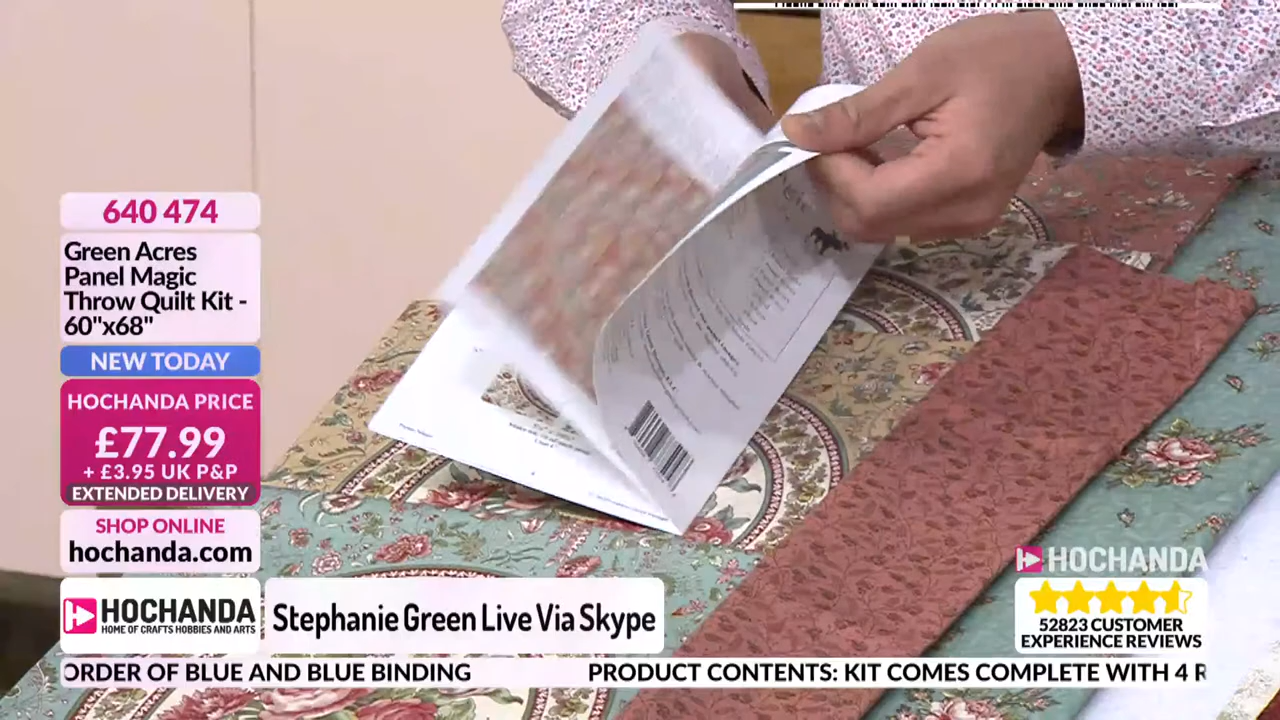 640 474
Green Acres
Panel Magic
Throw Quilt Kit -
60"x68"
NEW TODAY
HOCHANDA PRICE
£77.99
+ £3.95 UK P&P
EXTENDED DELIVERY
SHOP ONLINE
hochanda.com
HOCHANDA
HOME OF CRAFTS HOBBIES AND ARTS
Stephanie Green Live Via Skype
HOCHANDA
52823 CUSTOMER
EXPERIENCE REVIEWS
ORDER OF BLUE AND BLUE BINDING PRODUCT CONTENTS: KIT COMES COMPLETE WITH 4 R